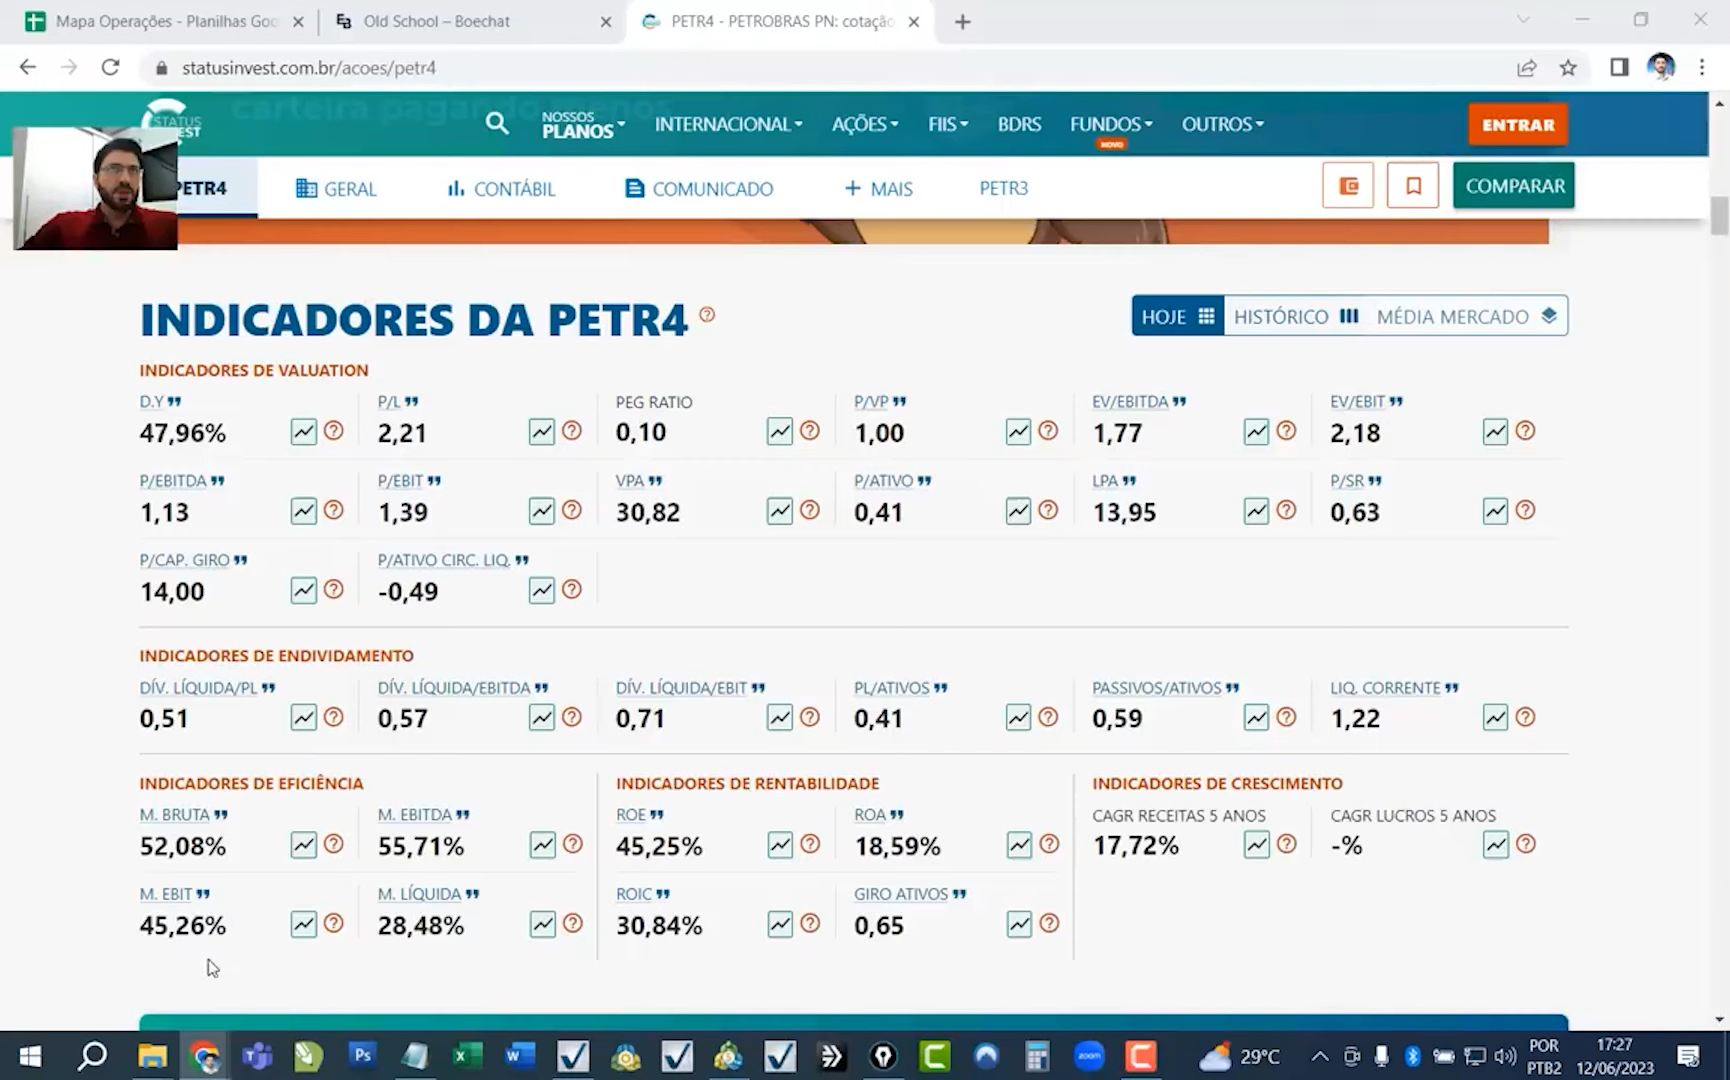 Mapa Operações - Planilhas Goo
Old School – Boechat
PETR4 - PETROBRAS PN: cotação
statusinvest.com.br/acoes/petr4
carteira pagando menos
STATUS
NOSSOS
PLANOS
INTERNACIONAL
AÇÕES
FIIS
BDRS
FUNDOS
NOVO
OUTROS
ENTRAR
PETR4
GERAL
CONTÁBIL
COMUNICADO
+ MAIS
PETR3
COMPARAR
INDICADORES DA PETR4
HOJE
HISTÓRICO
MÉDIA MERCADO
INDICADORES DE VALUATION
D.Y
P/L
PEG RATIO
P/VP
EV/EBITDA
EV/EBIT
47,96%
2,21
0,10
1,00
1,77
2,18
P/EBITDA
P/EBIT
VPA
P/ATIVO
LPA
P/SR
1,13
1,39
30,82
0,41
13,95
0,63
P/CAP. GIRO
P/ATIVO CIRC. LIQ.
14,00
-0,49
INDICADORES DE ENDIVIDAMENTO
DÍV. LÍQUIDA/PL
DÍV. LÍQUIDA/EBITDA
DÍV. LÍQUIDA/EBIT
PL/ATIVOS
PASSIVOS/ATIVOS
LIQ. CORRENTE
0,51
0,57
0,71
0,41
0,59
1,22
INDICADORES DE EFICIÊNCIA
INDICADORES DE RENTABILIDADE
INDICADORES DE CRESCIMENTO
M. BRUTA
M. EBITDA
ROE
ROA
CAGR RECEITAS 5 ANOS
CAGR LUCROS 5 ANOS
52,08%
55,71%
45,25%
18,59%
17,72%
-%
M. EBIT
M. LÍQUIDA
ROIC
GIRO ATIVOS
45,26%
28,48%
30,84%
0,65
Ps
zoom
29°C
POR
PTB2
17:27
12/06/2023